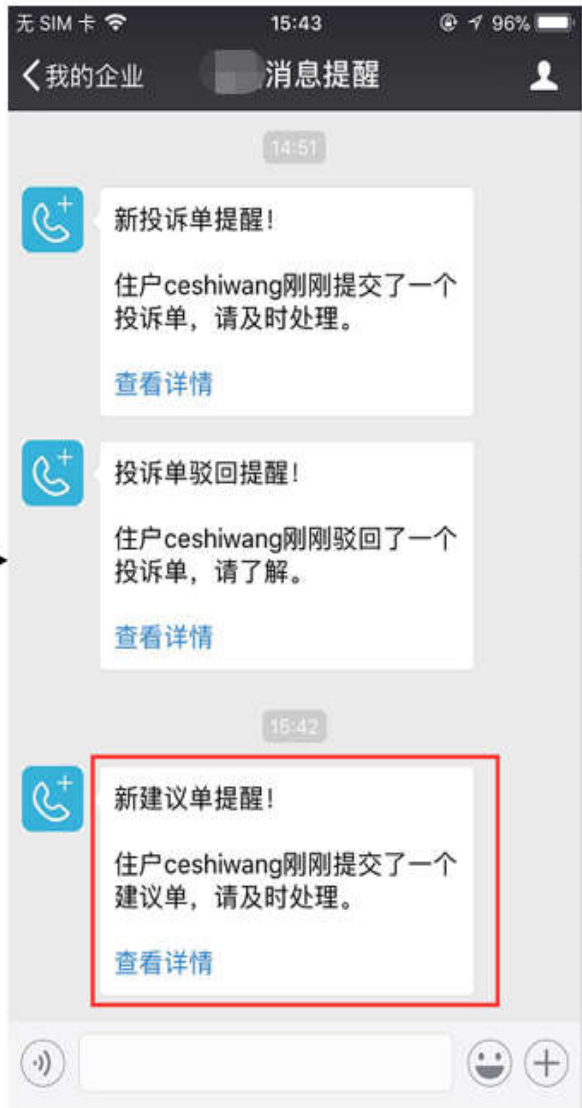 无 SIM 卡 15:43 96%
我的企业 消息提醒
14:51
新投诉单提醒！
住户ceshiwang刚刚提交了一个
投诉单，请及时处理。
查看详情
投诉单驳回提醒！
住户ceshiwang刚刚驳回了一个
投诉单，请了解。
查看详情
15:42
新建议单提醒！
住户ceshiwang刚刚提交了一个
建议单，请及时处理。
查看详情